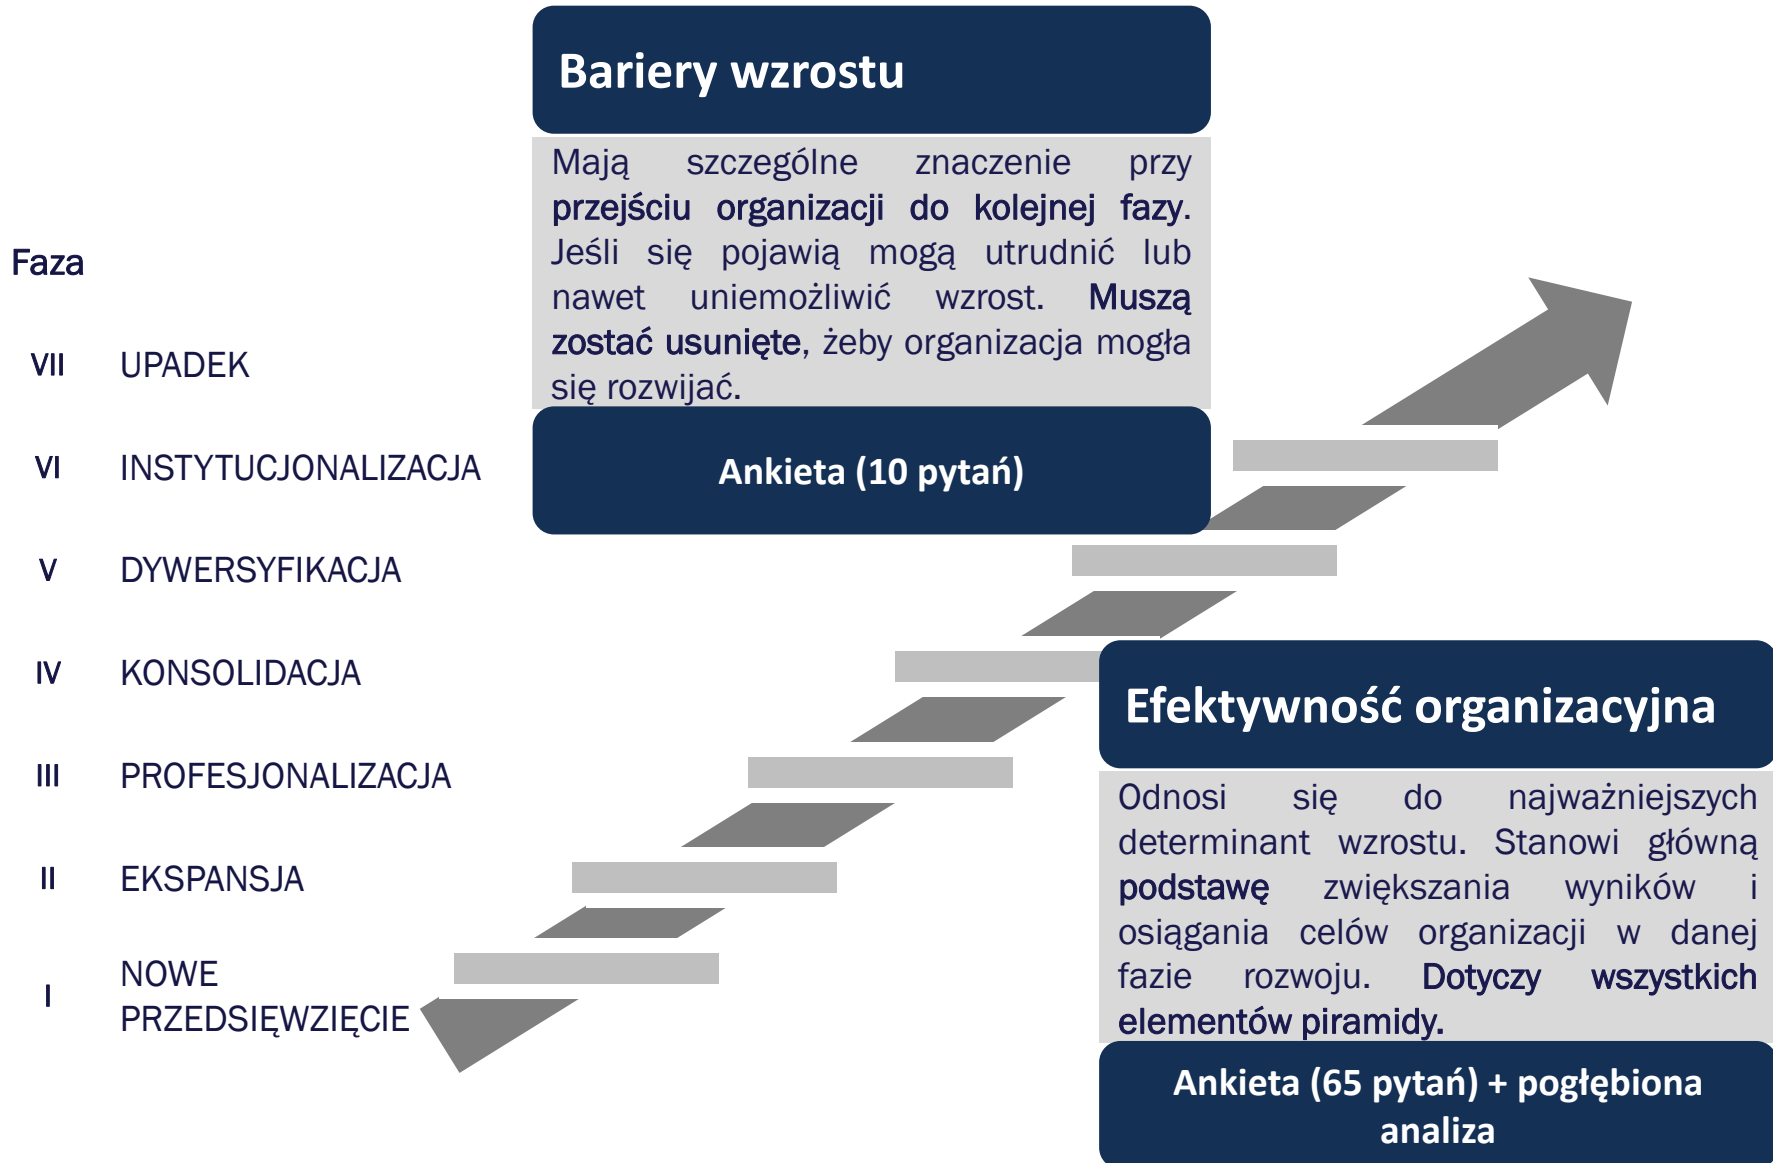 Bariery wzrostu
Mają szczególne znaczenie przy
przejściu organizacji do kolejnej fazy.
Jeśli się pojawią mogą utrudnić lub
nawet uniemożliwić wzrost. Muszą
zostać usunięte, żeby organizacja mogła
się rozwijać.
Ankieta (10 pytań)
Faza
VII UPADEK
VI INSTYTUCJONALIZACJA
V DYWERSYFIKACJA
IV KONSOLIDACJA
III PROFESJONALIZACJA
II EKSPANSJA
I NOWE
PRZEDSIĘWZIĘCIE
Efektywność organizacyjna
Odnosi się do najważniejszych
determinant wzrostu. Stanowi główną
podstawę zwiększania wyników i
osiągania celów organizacji w danej
fazie rozwoju. Dotyczy wszystkich
elementów piramidy.
Ankieta (65 pytań) + pogłębiona
analiza